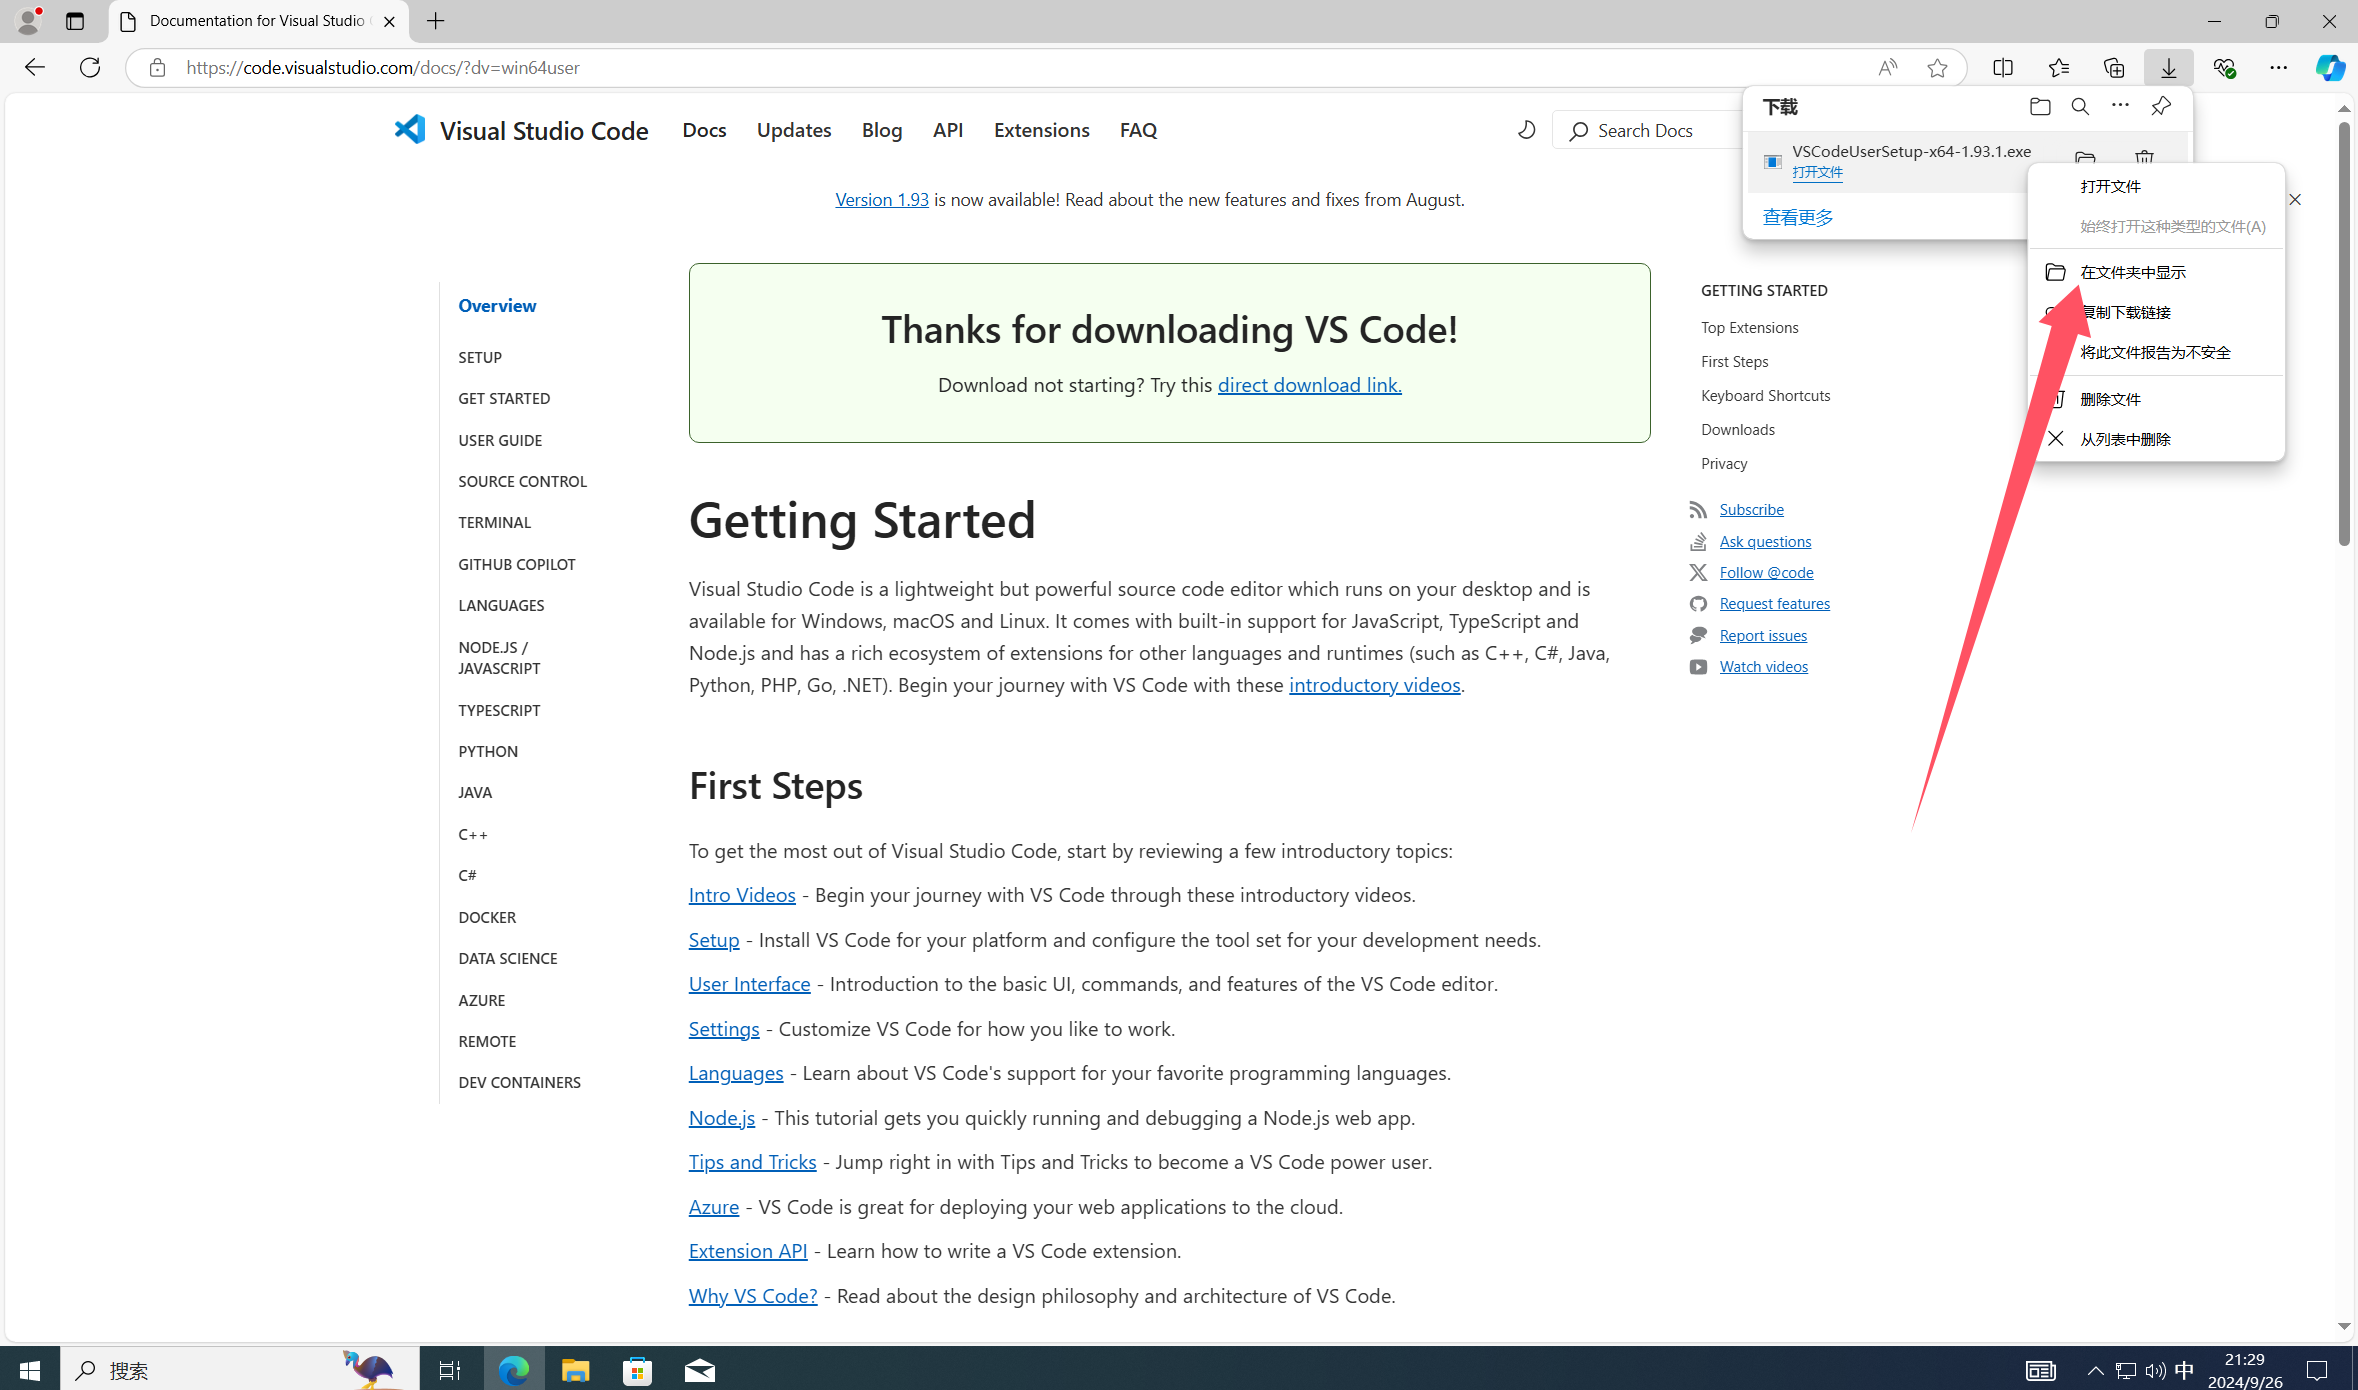 Documentation for Visual Studio
https://code.visualstudio.com/docs/?dv=win64user
下载
VSCodeUserSetup-x64-1.93.1.exe
打开文件
查看更多
打开文件
始终打开这种类型的文件(A)
在文件夹中显示
复制下载链接
将此文件报告为不安全
删除文件
从列表中删除
Visual Studio Code
Docs
Updates
Blog
API
Extensions
FAQ
Search Docs
Version 1.93 is now available! Read about the new features and fixes from August.
Overview
SETUP
GET STARTED
USER GUIDE
SOURCE CONTROL
TERMINAL
GITHUB COPILOT
LANGUAGES
NODE.JS /
JAVASCRIPT
TYPESCRIPT
PYTHON
JAVA
C++
C#
DOCKER
DATA SCIENCE
AZURE
REMOTE
DEV CONTAINERS
Thanks for downloading VS Code!
Download not starting? Try this direct download link.
Getting Started
Visual Studio Code is a lightweight but powerful source code editor which runs on your desktop and is
available for Windows, macOS and Linux. It comes with built-in support for JavaScript, TypeScript and
Node.js and has a rich ecosystem of extensions for other languages and runtimes (such as C++, C#, Java,
Python, PHP, Go, .NET). Begin your journey with VS Code with these introductory videos.
First Steps
To get the most out of Visual Studio Code, start by reviewing a few introductory topics:
Intro Videos - Begin your journey with VS Code through these introductory videos.
Setup - Install VS Code for your platform and configure the tool set for your development needs.
User Interface - Introduction to the basic UI, commands, and features of the VS Code editor.
Settings - Customize VS Code for how you like to work.
Languages - Learn about VS Code's support for your favorite programming languages.
Node.js - This tutorial gets you quickly running and debugging a Node.js web app.
Tips and Tricks - Jump right in with Tips and Tricks to become a VS Code power user.
Azure - VS Code is great for deploying your web applications to the cloud.
Extension API - Learn how to write a VS Code extension.
Why VS Code? - Read about the design philosophy and architecture of VS Code.
GETTING STARTED
Top Extensions
First Steps
Keyboard Shortcuts
Downloads
Privacy
Subscribe
Ask questions
Follow @code
Request features
Report issues
Watch videos
搜索
中
21:29
2024/9/26